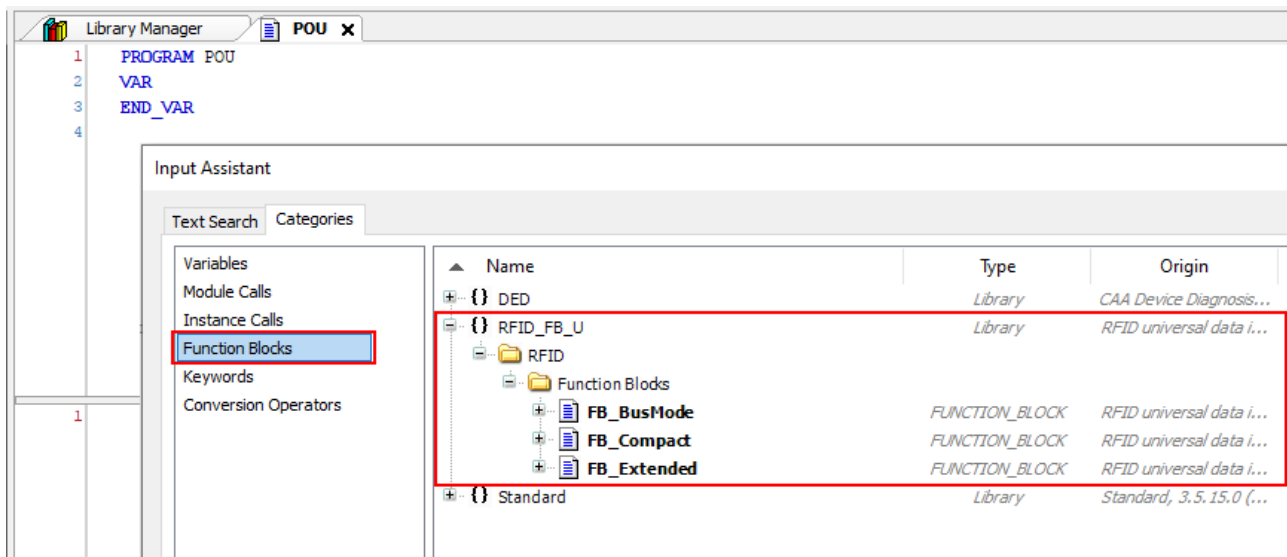 Library Manager POU
1 PROGRAM POU
2 VAR
3 END_VAR
4
Input Assistant
Text Search Categories
Variables
Module Calls
Instance Calls
Function Blocks
Keywords
Conversion Operators
1
Name Type Origin
{} DED Library CAA Device Diagnosis...
{} RFID_FB_U Library RFID universal data i...
RFID
Function Blocks
FB_BusMode FUNCTION_BLOCK RFID universal data i...
FB_Compact FUNCTION_BLOCK RFID universal data i...
FB_Extended FUNCTION_BLOCK RFID universal data i...
{} Standard Library Standard, 3.5.15.0 (...